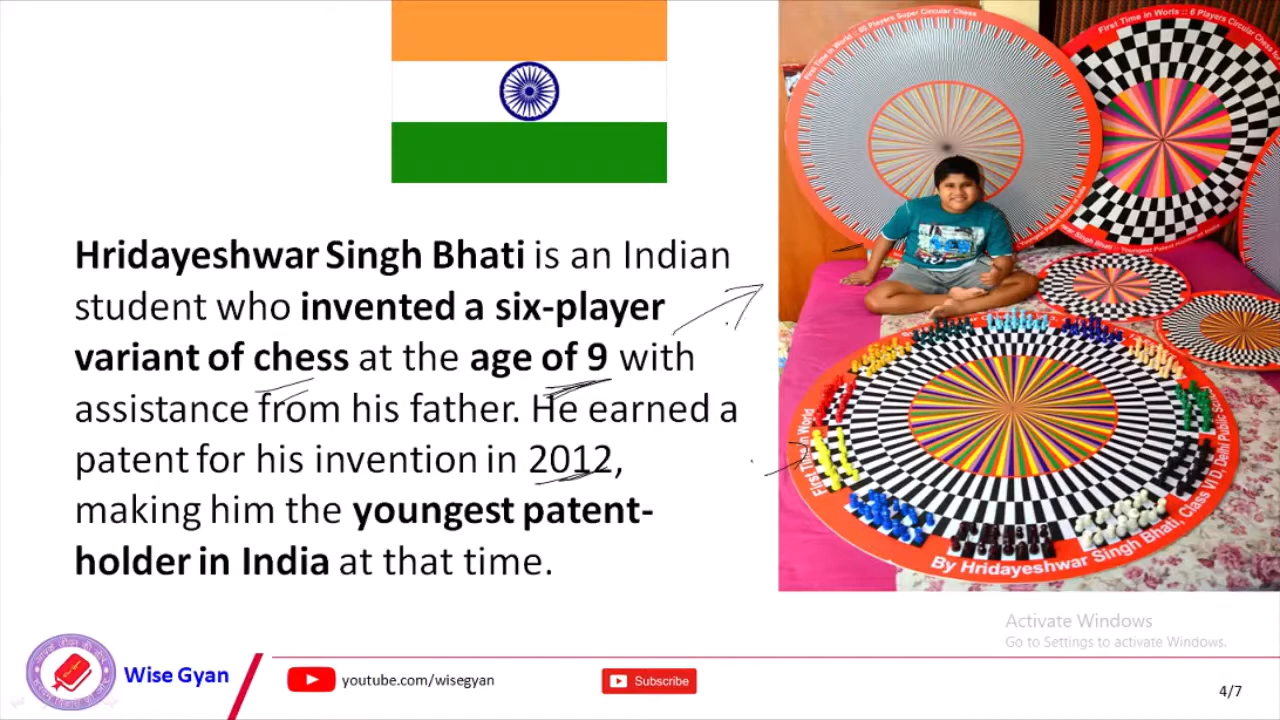 First Time in World :: 60 Players Super Circular Chess
First Time in World :: 6 Players Circular Chess
Hridayeshwar Singh Bhati is an Indian
student who invented a six-player
variant of chess at the age of 9 with
assistance from his father. He earned a
patent for his invention in 2012,
making him the youngest patent-
holder in India at that time.
First Time in World
By Hridayeshwar Singh Bhati, Class VI D, Delhi Public
Activate Windows
Go to Settings to activate Windows.
Wise Gyan
youtube.com/wisegyan
Subscribe
4/7